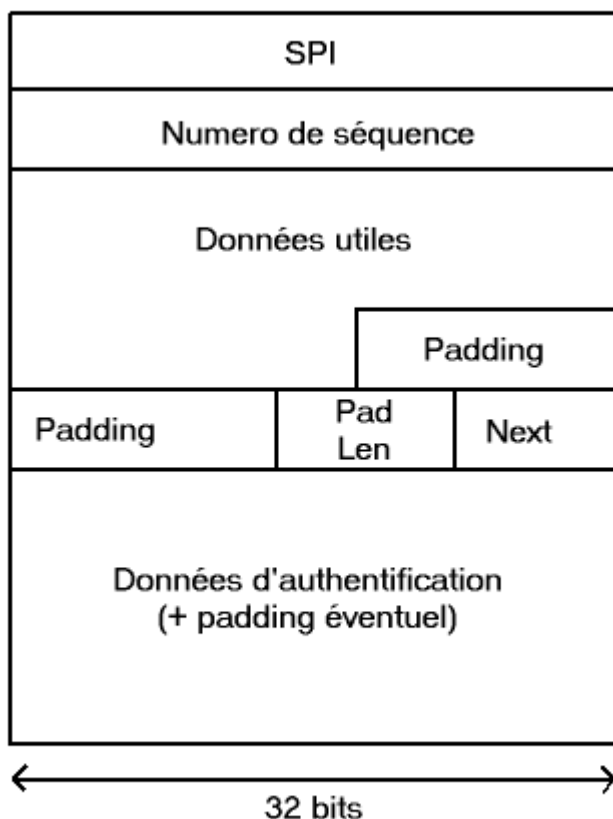 SPI
Numero de séquence
Données utiles
Padding
Padding
Pad
Len
Next
Données d'authentification
(+ padding éventuel)
32 bits